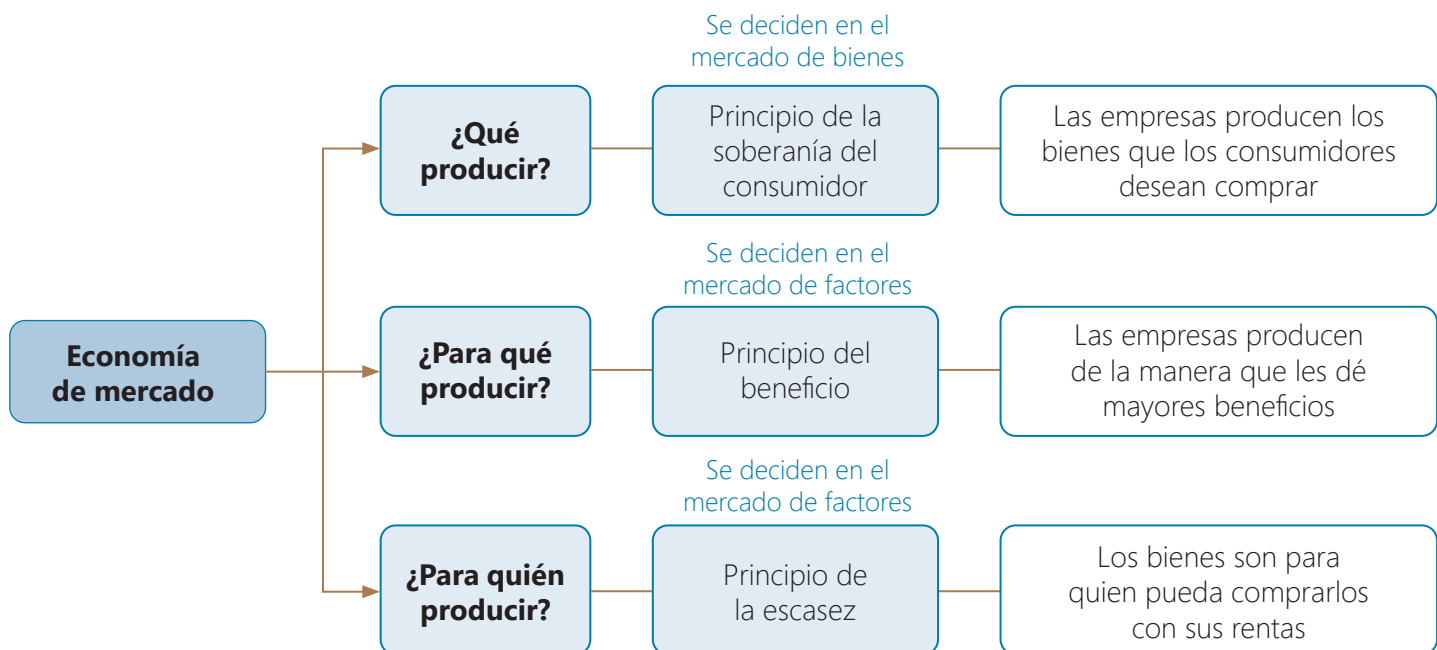 Se deciden en el
mercado de bienes
¿Qué
producir?
Principio de la
soberanía del
consumidor
Las empresas producen los
bienes que los consumidores
desean comprar
Se deciden en el
mercado de factores
Economía
de mercado
¿Para qué
producir?
Principio del
beneficio
Las empresas producen
de la manera que les dé
mayores beneficios
Se deciden en el
mercado de factores
¿Para quién
producir?
Principio de
la escasez
Los bienes son para
quien pueda comprarlos
con sus rentas